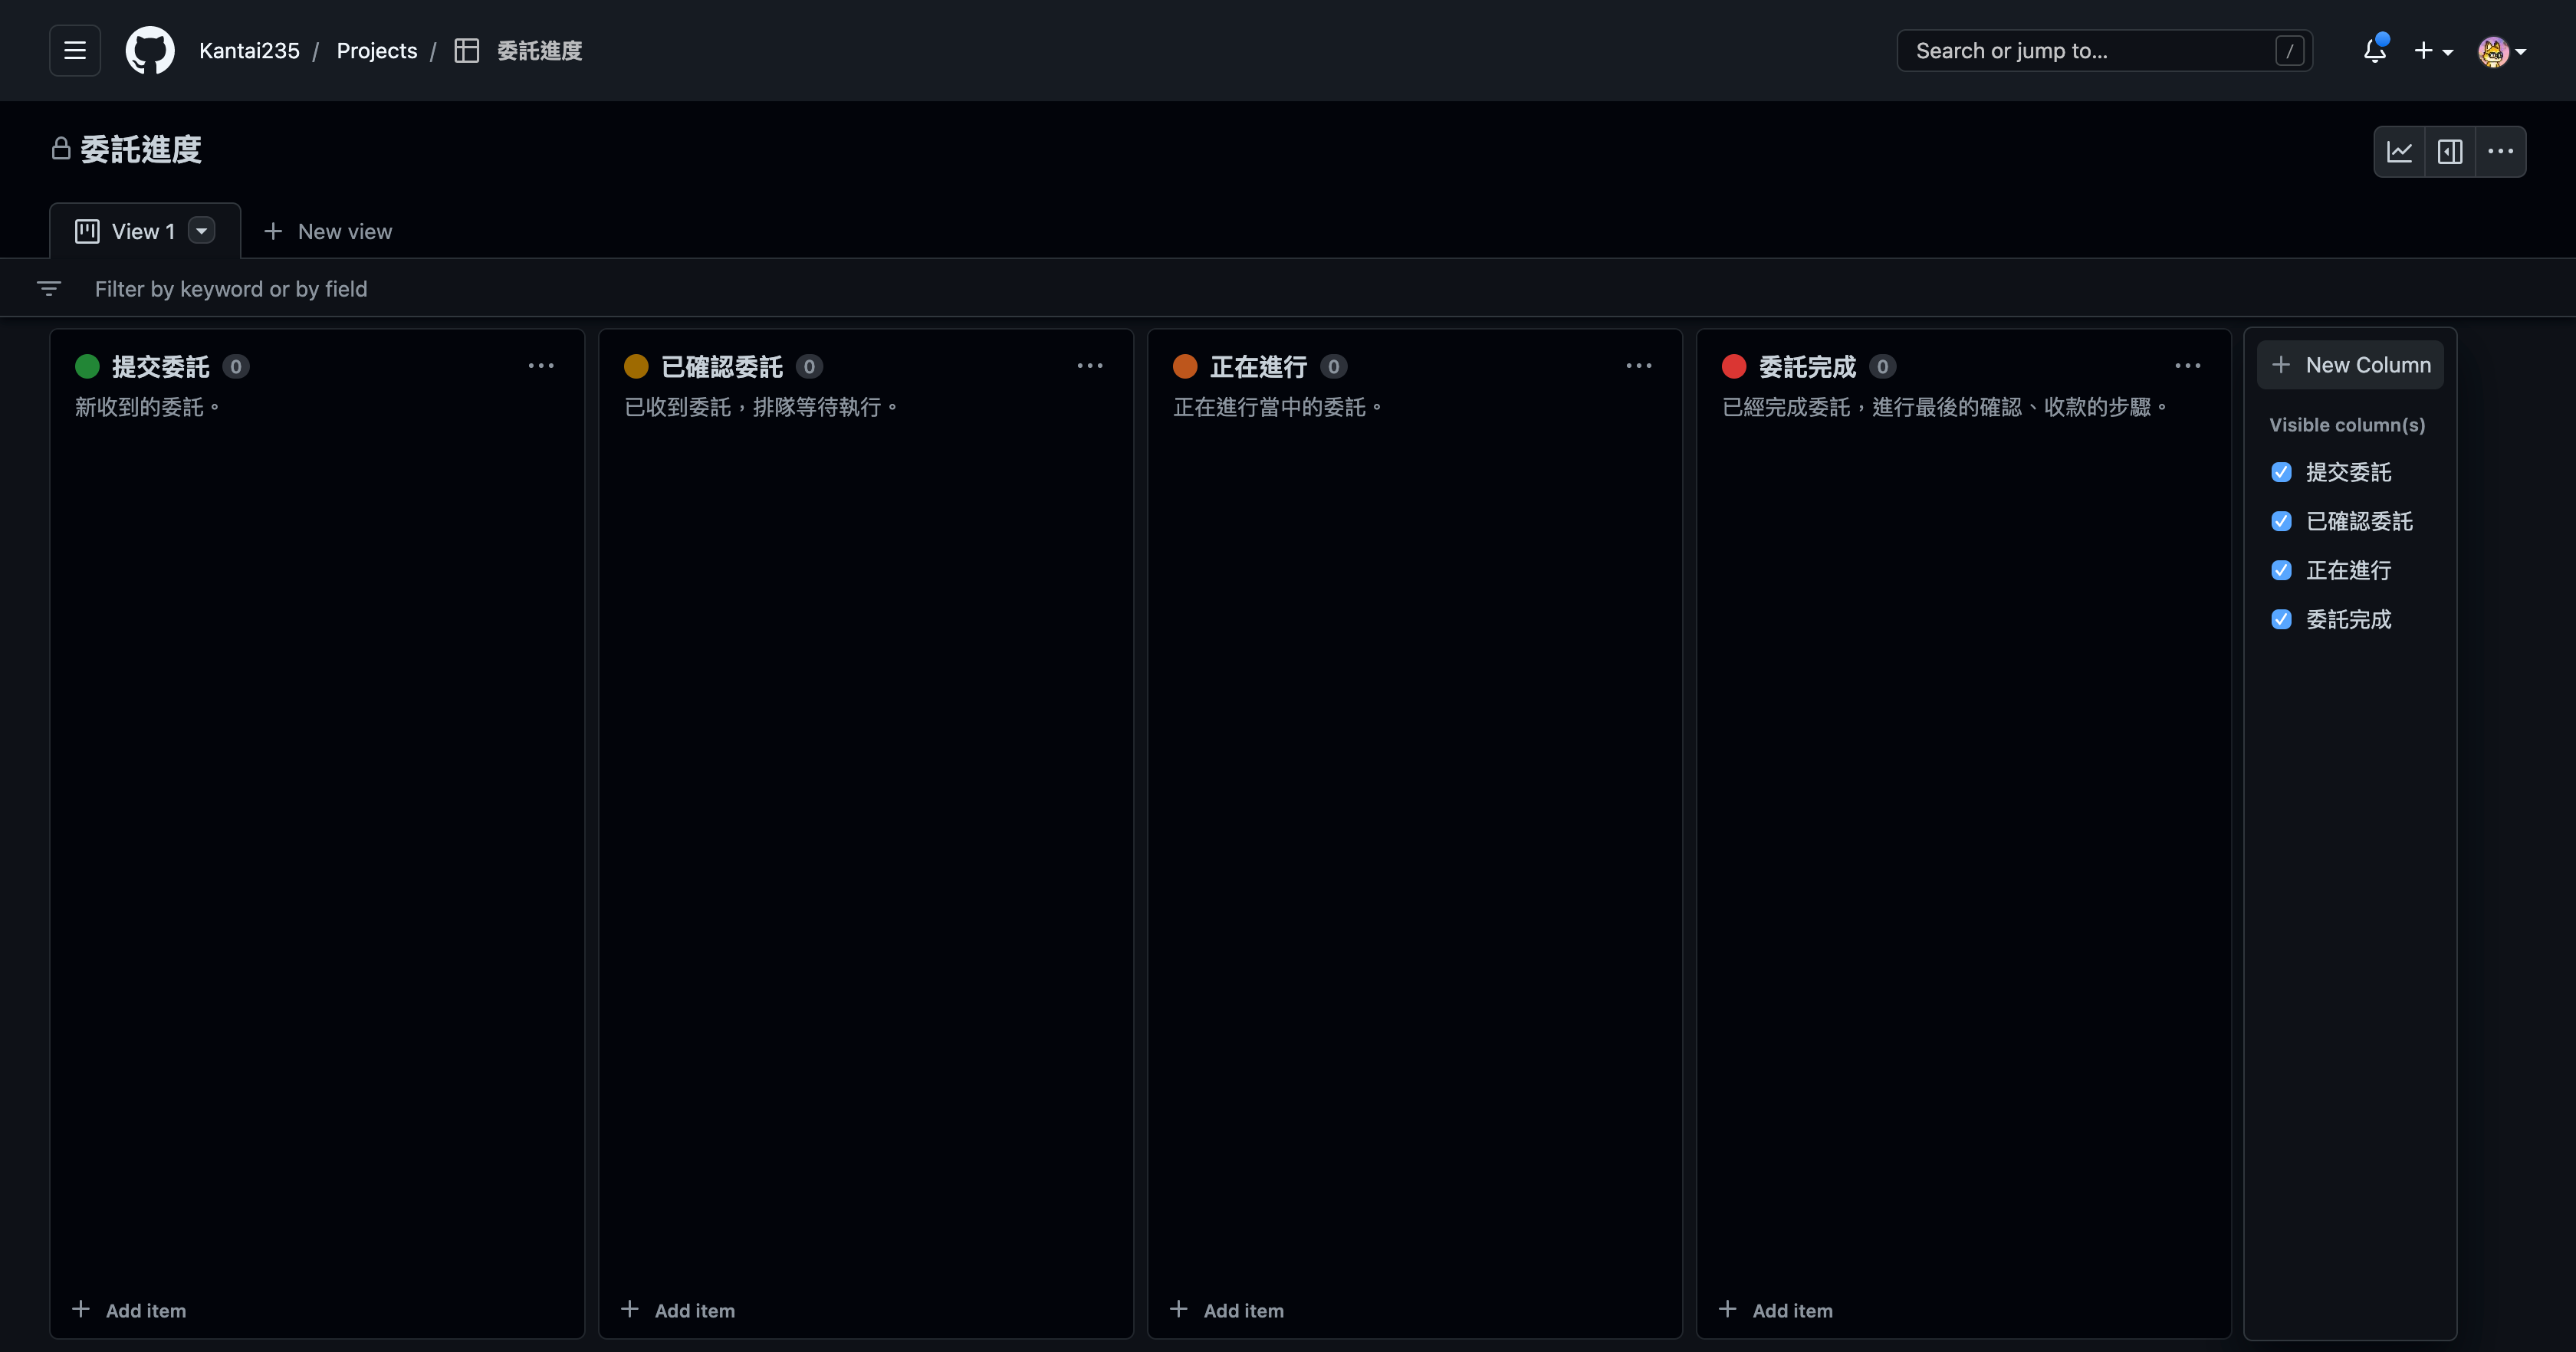 Kantai235 / Projects / 委託進度
Search or jump to... /
委託進度
View 1
New view
Filter by keyword or by field
提交委託 0
新收到的委託。
已確認委託 0
已收到委託，排隊等待執行。
正在進行 0
正在進行當中的委託。
委託完成 0
已經完成委託，進行最後的確認、收款的步驟。
New Column
Visible column(s)
提交委託
已確認委託
正在進行
委託完成
Add item
Add item
Add item
Add item